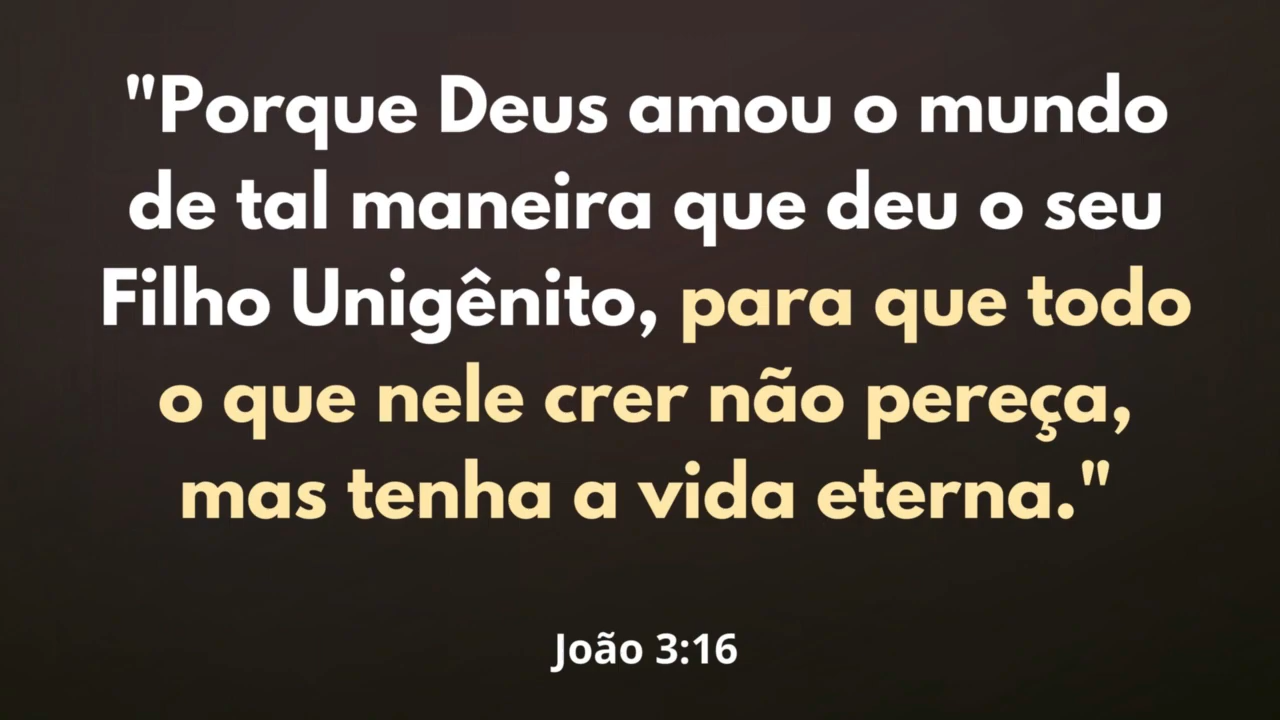 "Porque Deus amou o mundo
de tal maneira que deu o seu
Filho Unigênito, para que todo
o que nele crer não pereça,
mas tenha a vida eterna."
João 3:16